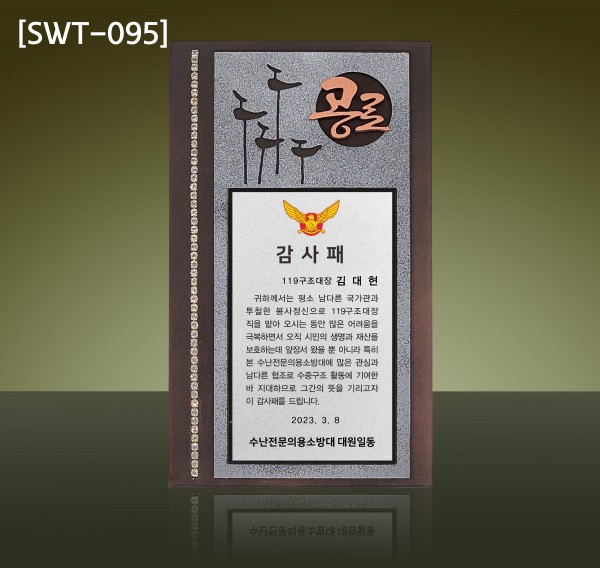 [SWT-095]
공로
감사패
119구조대장 김대현
귀하께서는 평소 남다른 국가관과
투철한 봉사정신으로 119구조대장
직을 맡아 오시는 동안 많은 어려움을
극복하면서 오직 시민의 생명과 재산을
보호하는데 앞장서 왔을 뿐 아니라 특히
본 수난전문의용소방대에 많은 관심과
남다른 협조로 수중구조 활동에 기여한
바 지대하므로 그간의 뜻을 기리고자
이 감사패를 드립니다.
2023. 3. 8
수난전문의용소방대 대원일동